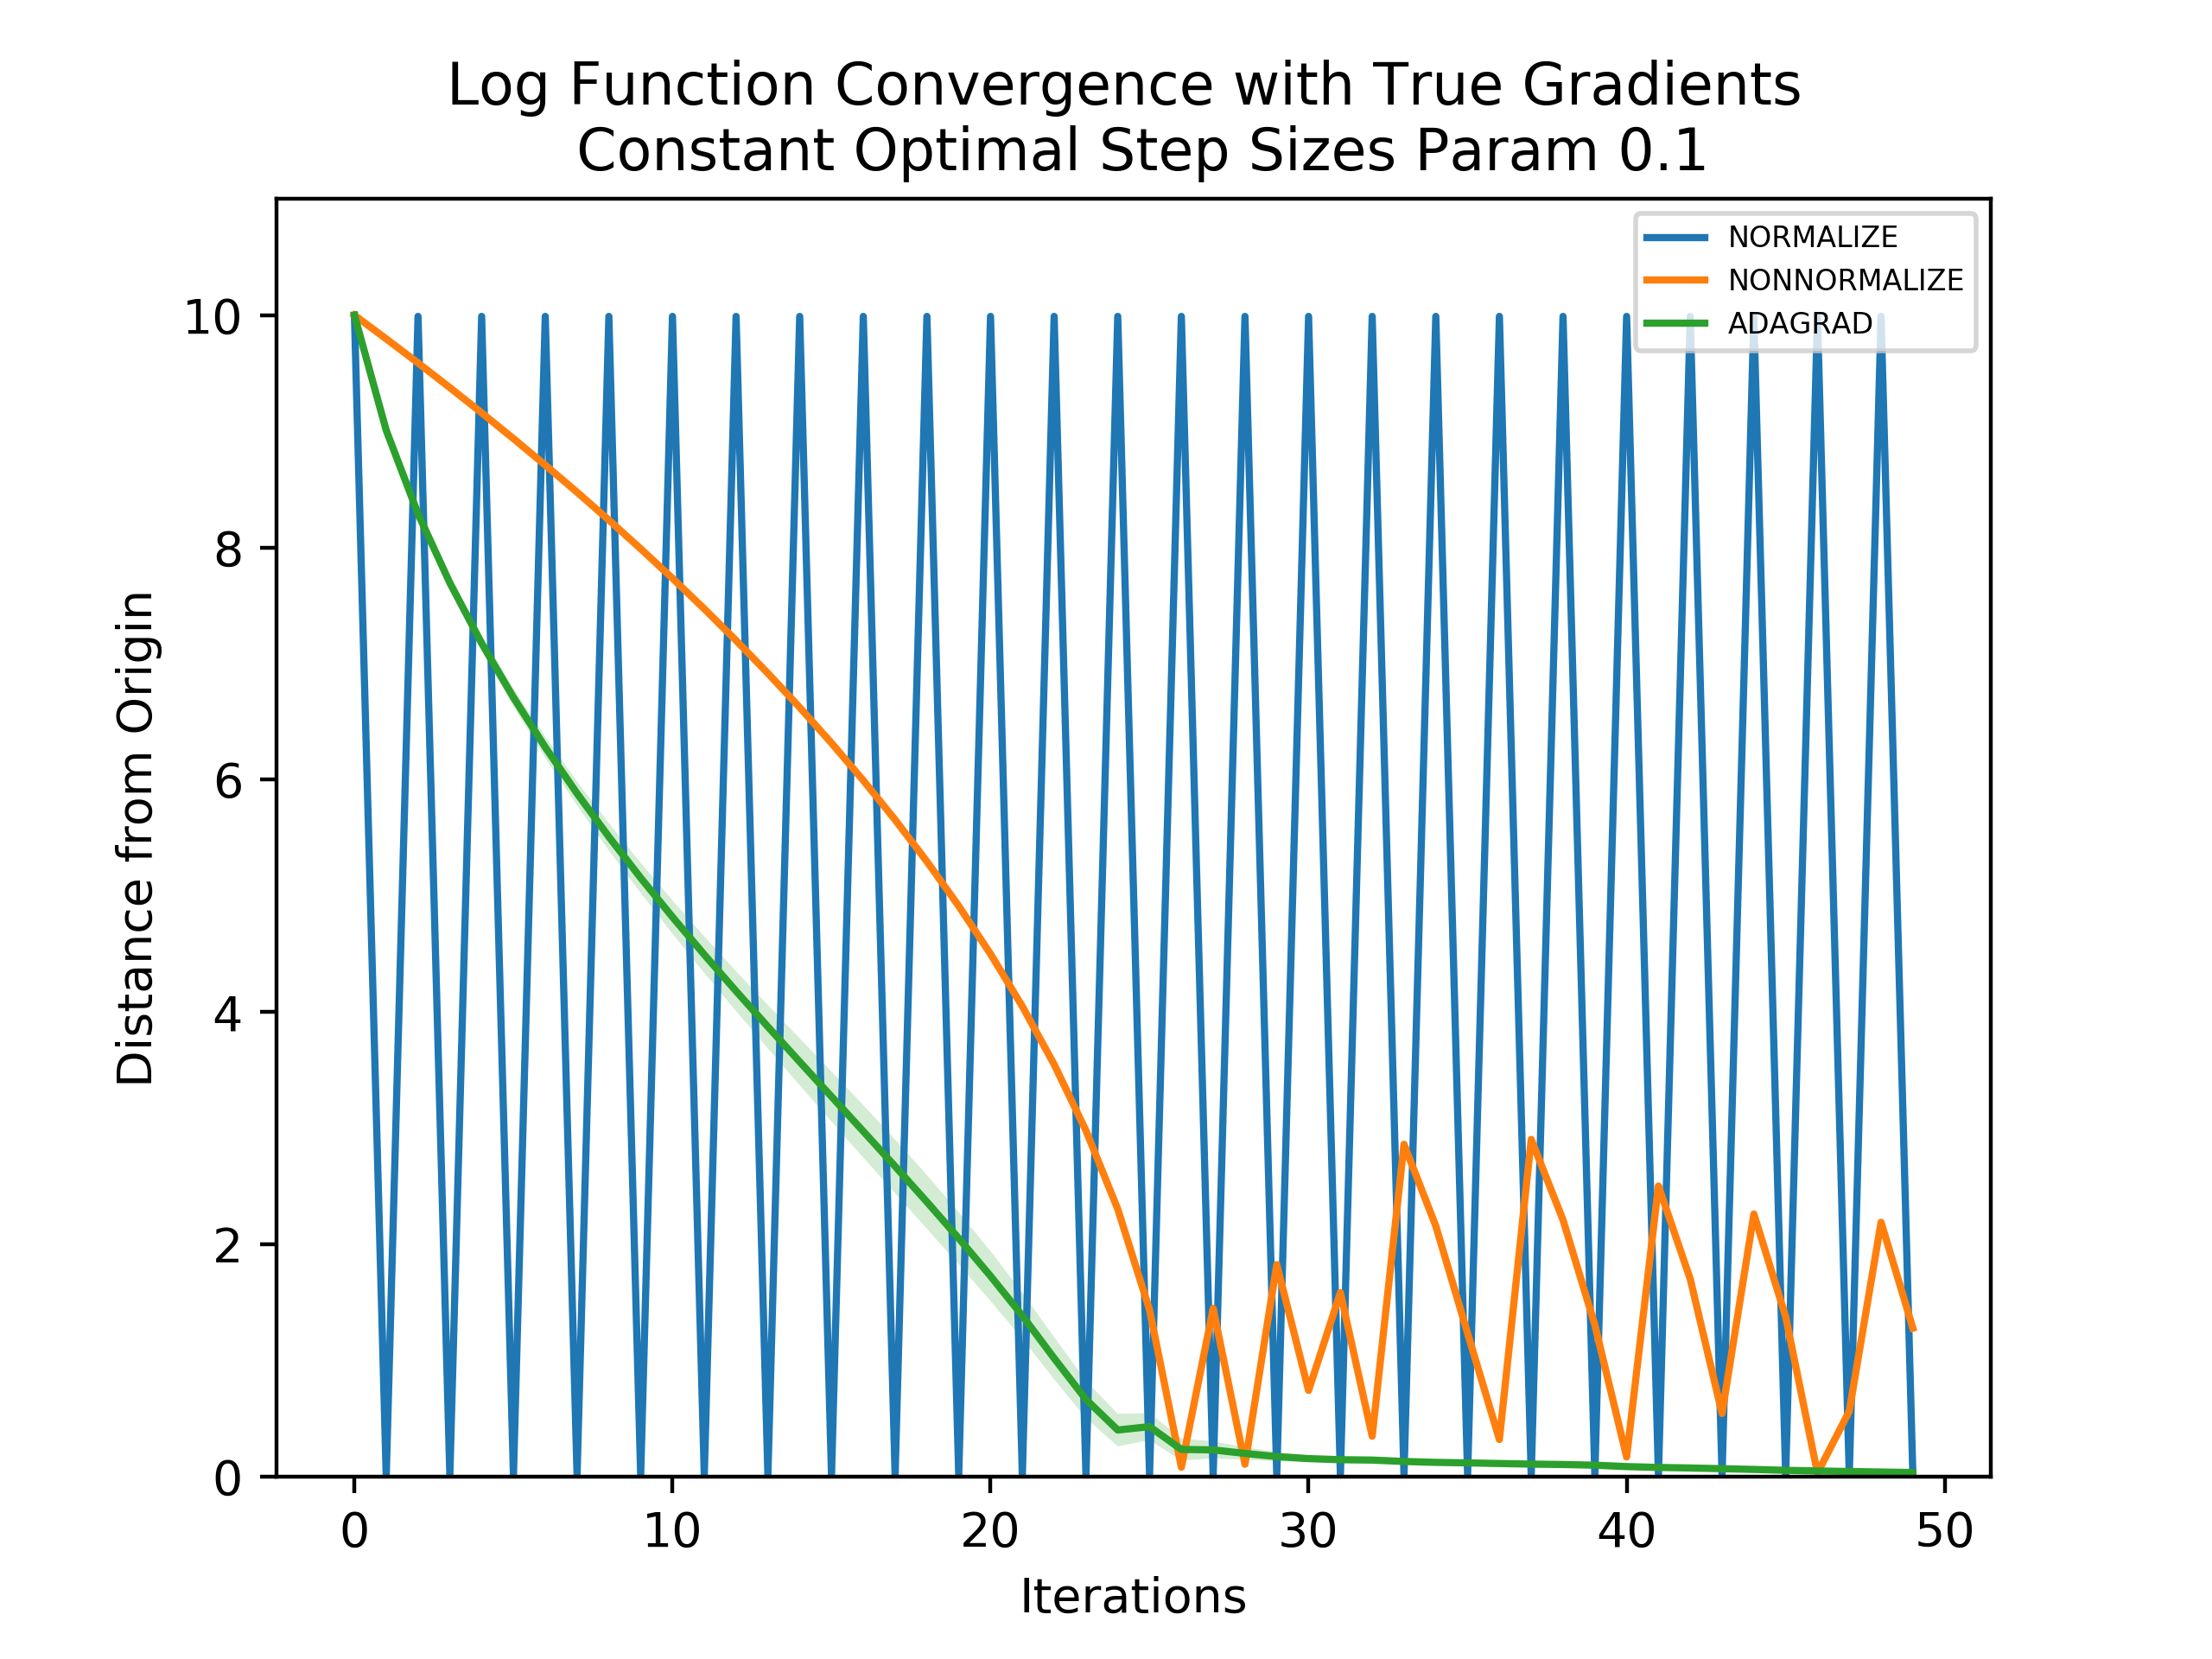 Log Function Convergence with True Gradients
Constant Optimal Step Sizes Param 0.1
NORMALIZE
NONNORMALIZE
ADAGRAD
Distance from Origin
10
8
6
4
2
0
0 10 20 30 40 50
Iterations